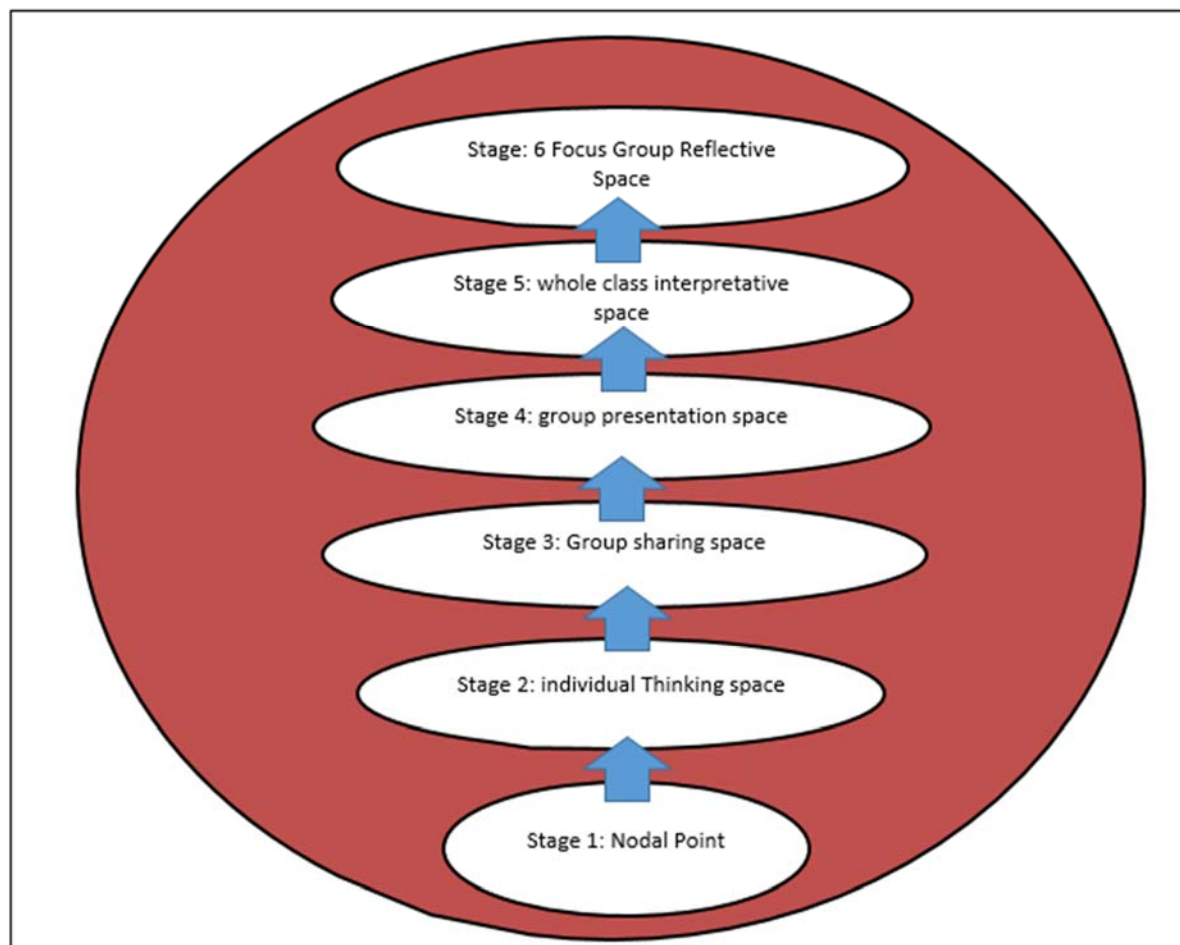 Stage: 6 Focus Group Reflective
Space
Stage 5: whole class interpretative
space
Stage 4: group presentation space
Stage 3: Group sharing space
Stage 2: individual Thinking space
Stage 1: Nodal Point